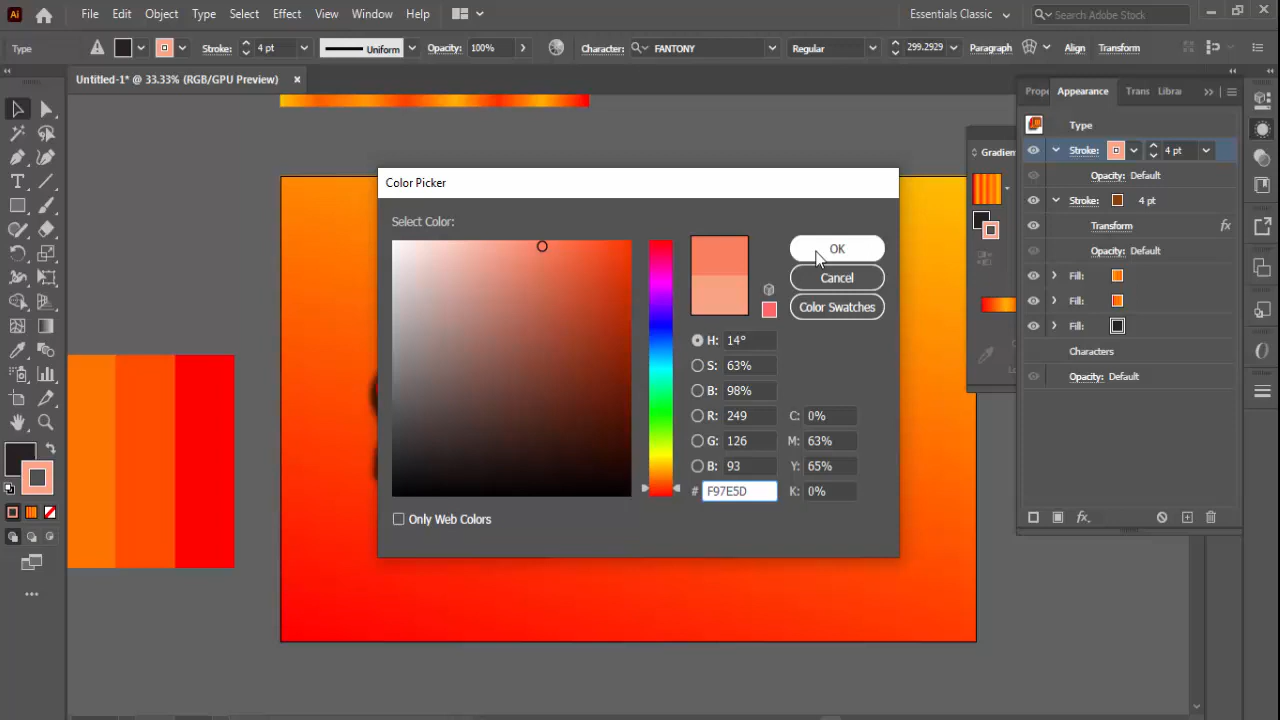 Ai File Edit Object Type Select Effect View Window Help Essentials Classic Search Adobe Stock
Type Stroke: 4 pt Uniform Opacity: 100% Character: FANTONY Regular 299.2929 Paragraph Align Transform
Untitled-1* @ 33.33% (RGB/GPU Preview) ×
Appearance Trans Libra
Type
Stroke: 4 pt
Opacity: Default
Stroke: 4 pt
Transform fx
Opacity: Default
Fill:
Fill:
Fill:
Characters
Opacity: Default
fx
Gradien
Color Picker
Select Color:
OK
Cancel
Color Swatches
H: 14°
S: 63%
B: 98%
R: 249 C: 0%
G: 126 M: 63%
B: 93 Y: 65%
# F97E5D K: 0%
Only Web Colors